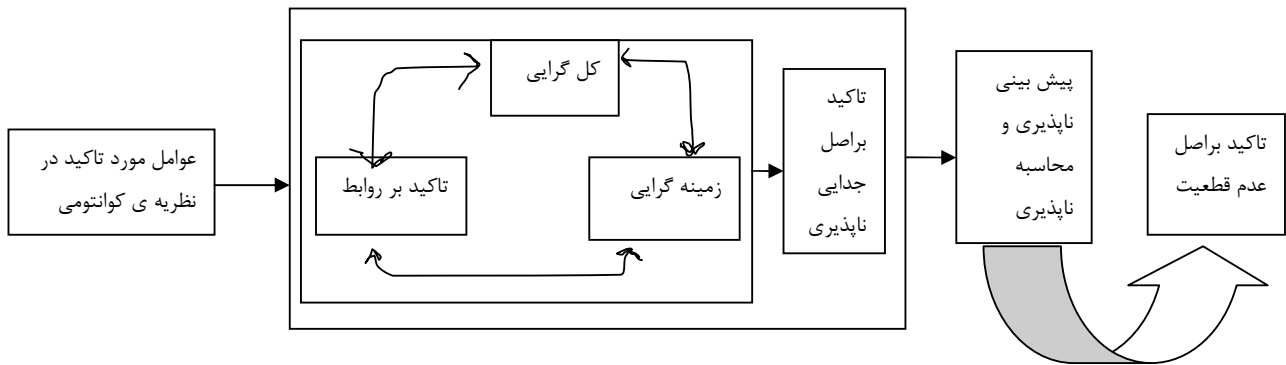 عوامل مورد تاکید در
نظریه ی کوانتومی
کل گرایی
تاکید بر روابط
زمینه گرایی
تاکید
براصل
جدایی
ناپذیری
پیش بینی
ناپذیری و
محاسبه
ناپذیری
تاکید براصل
عدم قطعیت